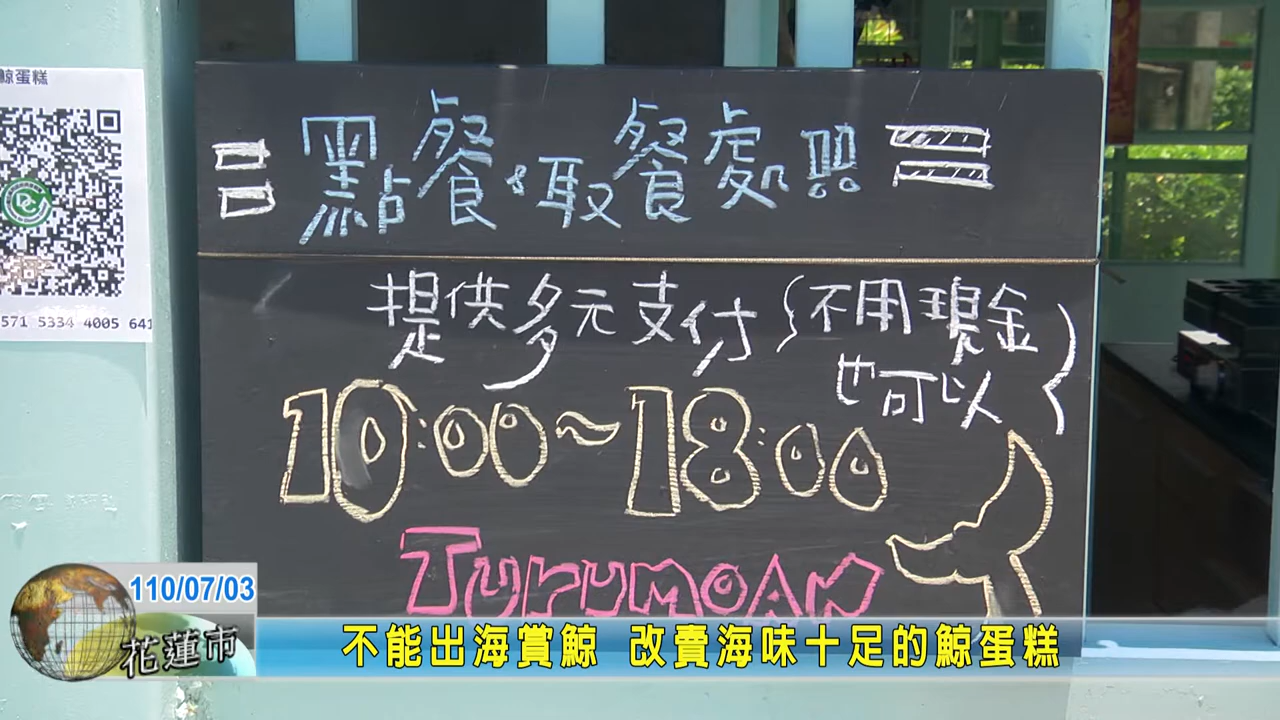 鯨蛋糕
571 5334 4005 641
點餐&取餐處!!!
提供多元支付(不用現金
也可以)
10:00~18:00
Turumoan
110/07/03
花蓮市
不能出海賞鯨 改賣海味十足的鯨蛋糕